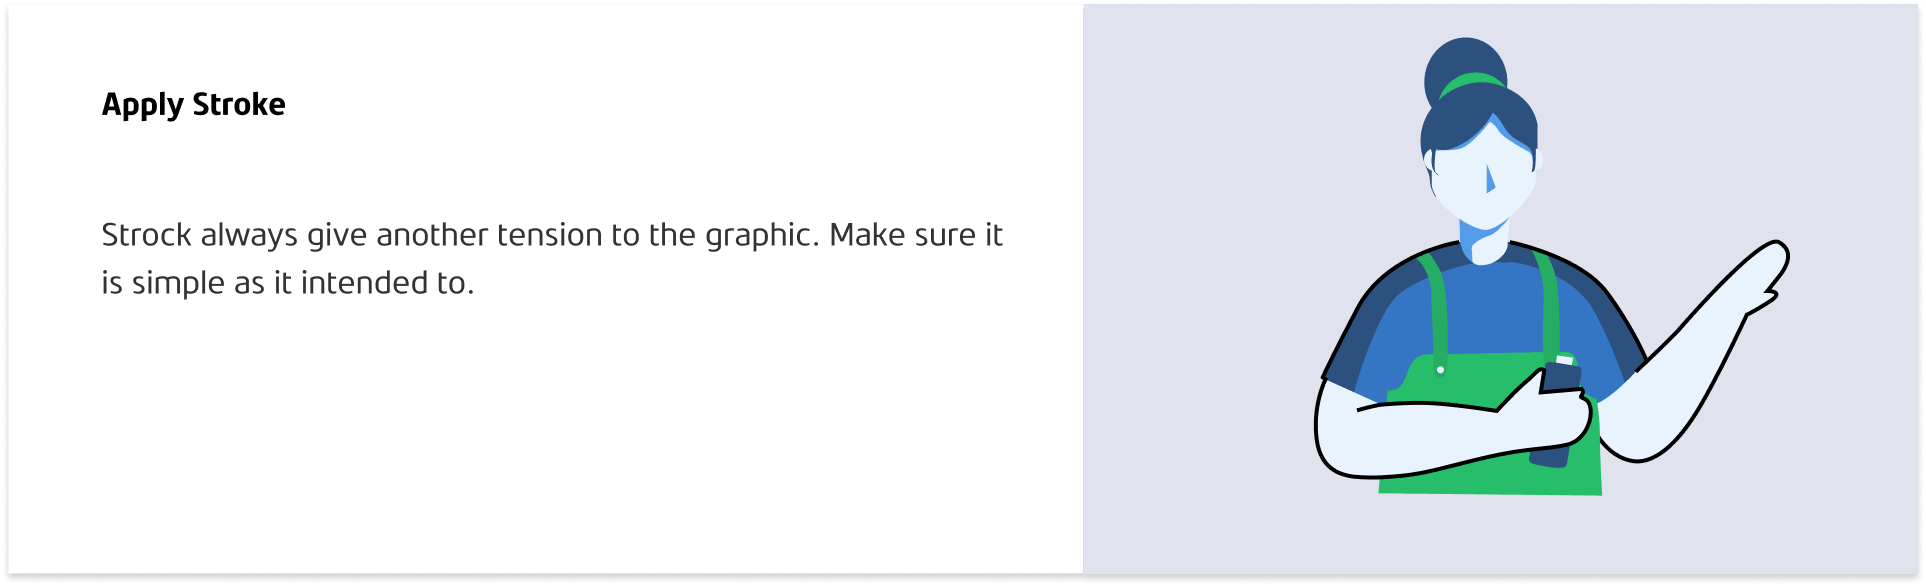 Apply Stroke
Strock always give another tension to the graphic. Make sure it
is simple as it intended to.